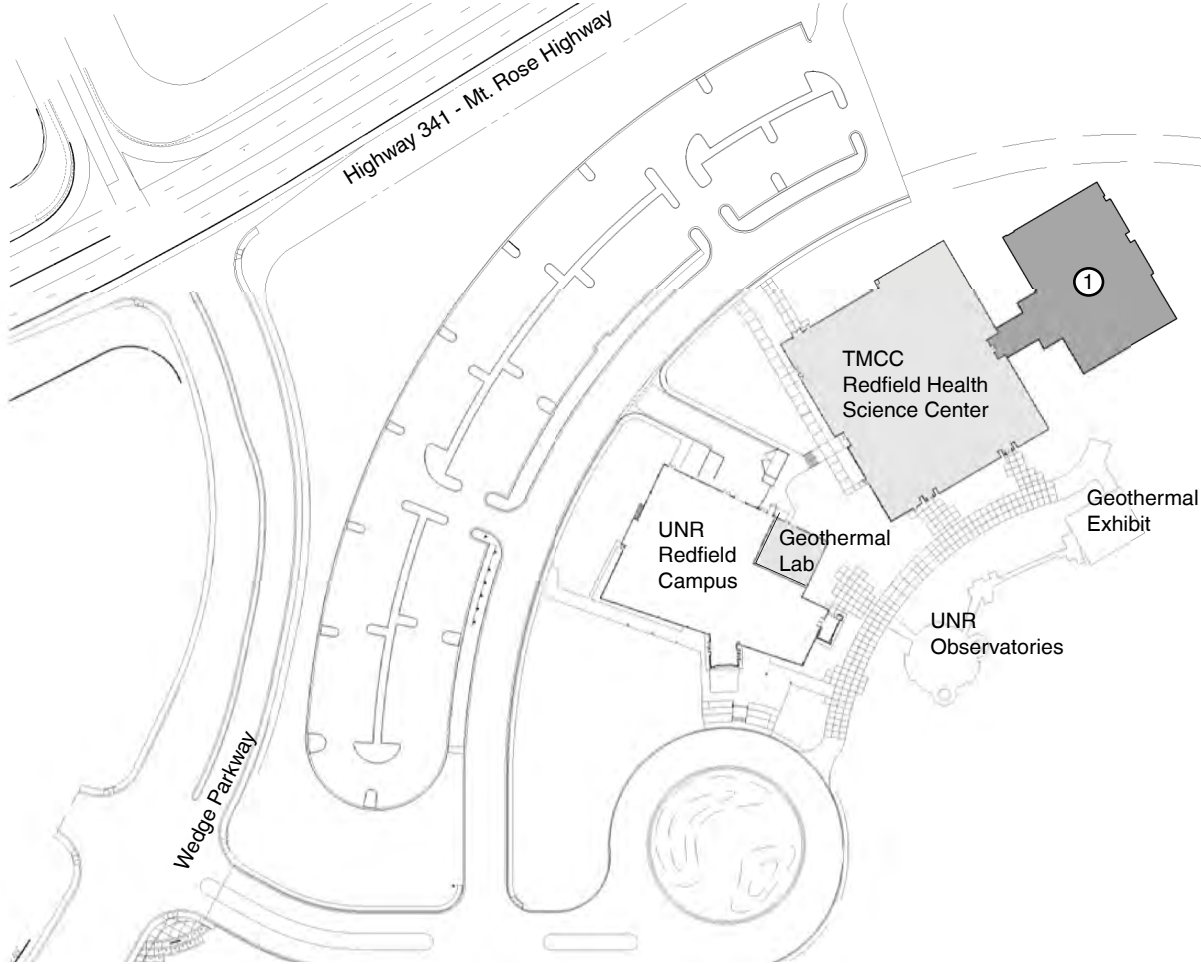 Highway 341 - Mt. Rose Highway
1
TMCC
Redfield Health
Science Center
Geothermal
Exhibit
UNR
Redfield
Campus
Geothermal
Lab
UNR
Observatories
Wedge Parkway